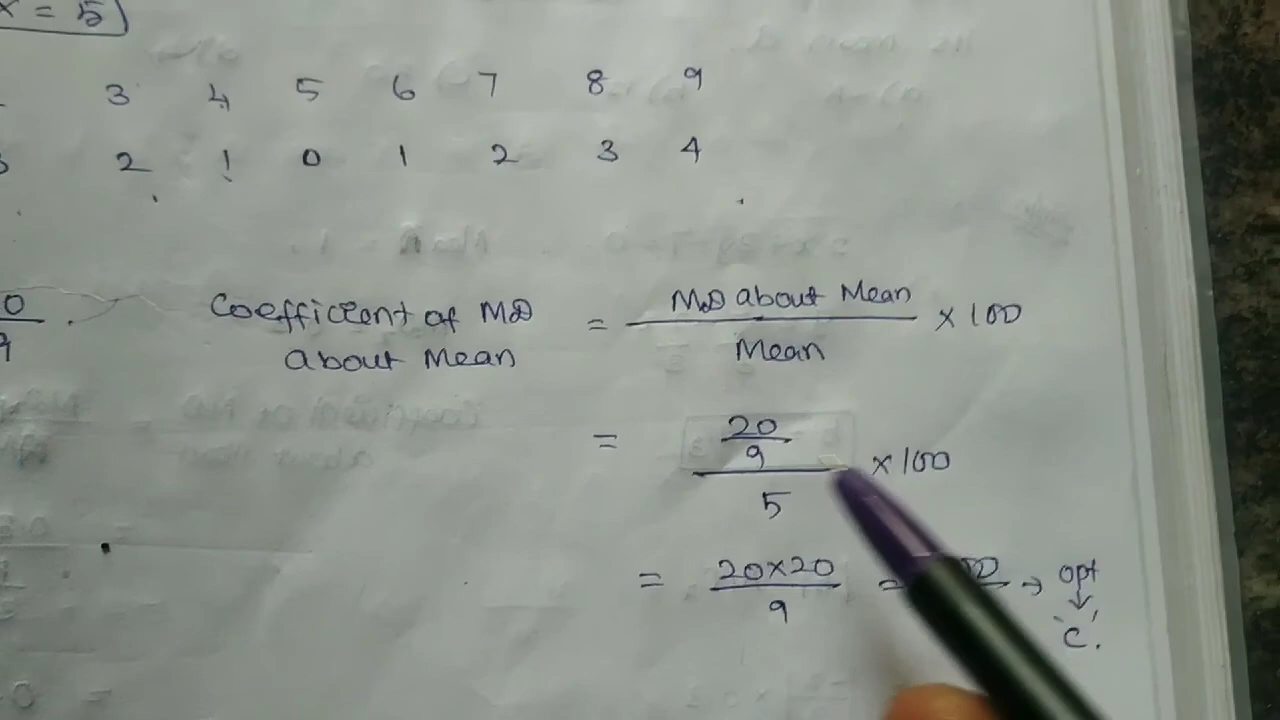 x = 5
3 4 5 6 7 8 9
2 1 0 1 2 3 4
Coefficient of MD about Mean = MD about Mean / Mean × 100
= 20/9 / 5 × 100
= 20×20 / 9 = → opt
↓
'C'.